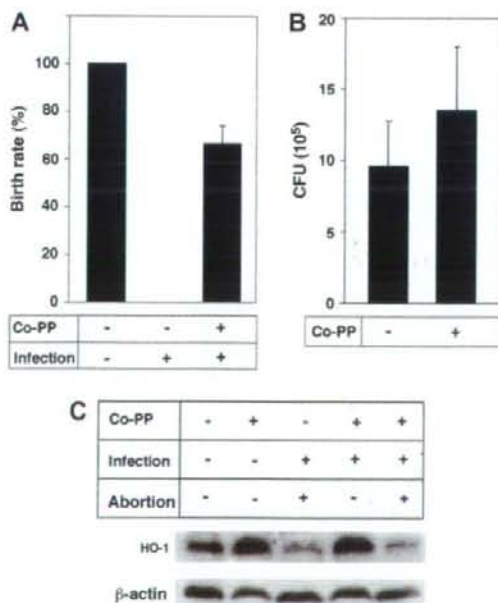 A
Birth rate (%)
100
80
60
40
20
0
Co-PP - - +
Infection - + +
B
CFU (10⁵)
20
15
10
5
0
Co-PP - +
C
Co-PP - + - + +
Infection - - + + +
Abortion - - + - +
HO-1
β-actin